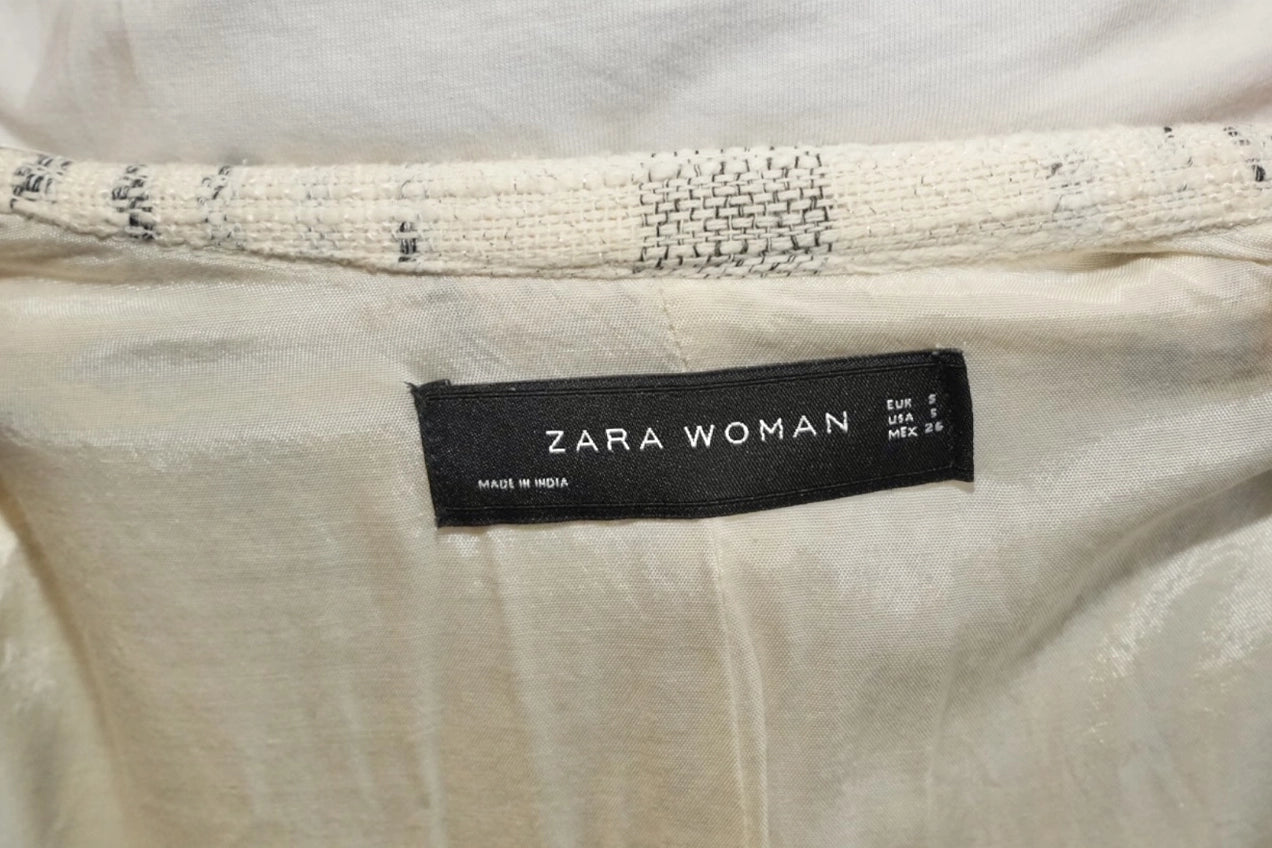 ZARA WOMAN
EUR S
USA S
MEX 26
MADE IN INDIA